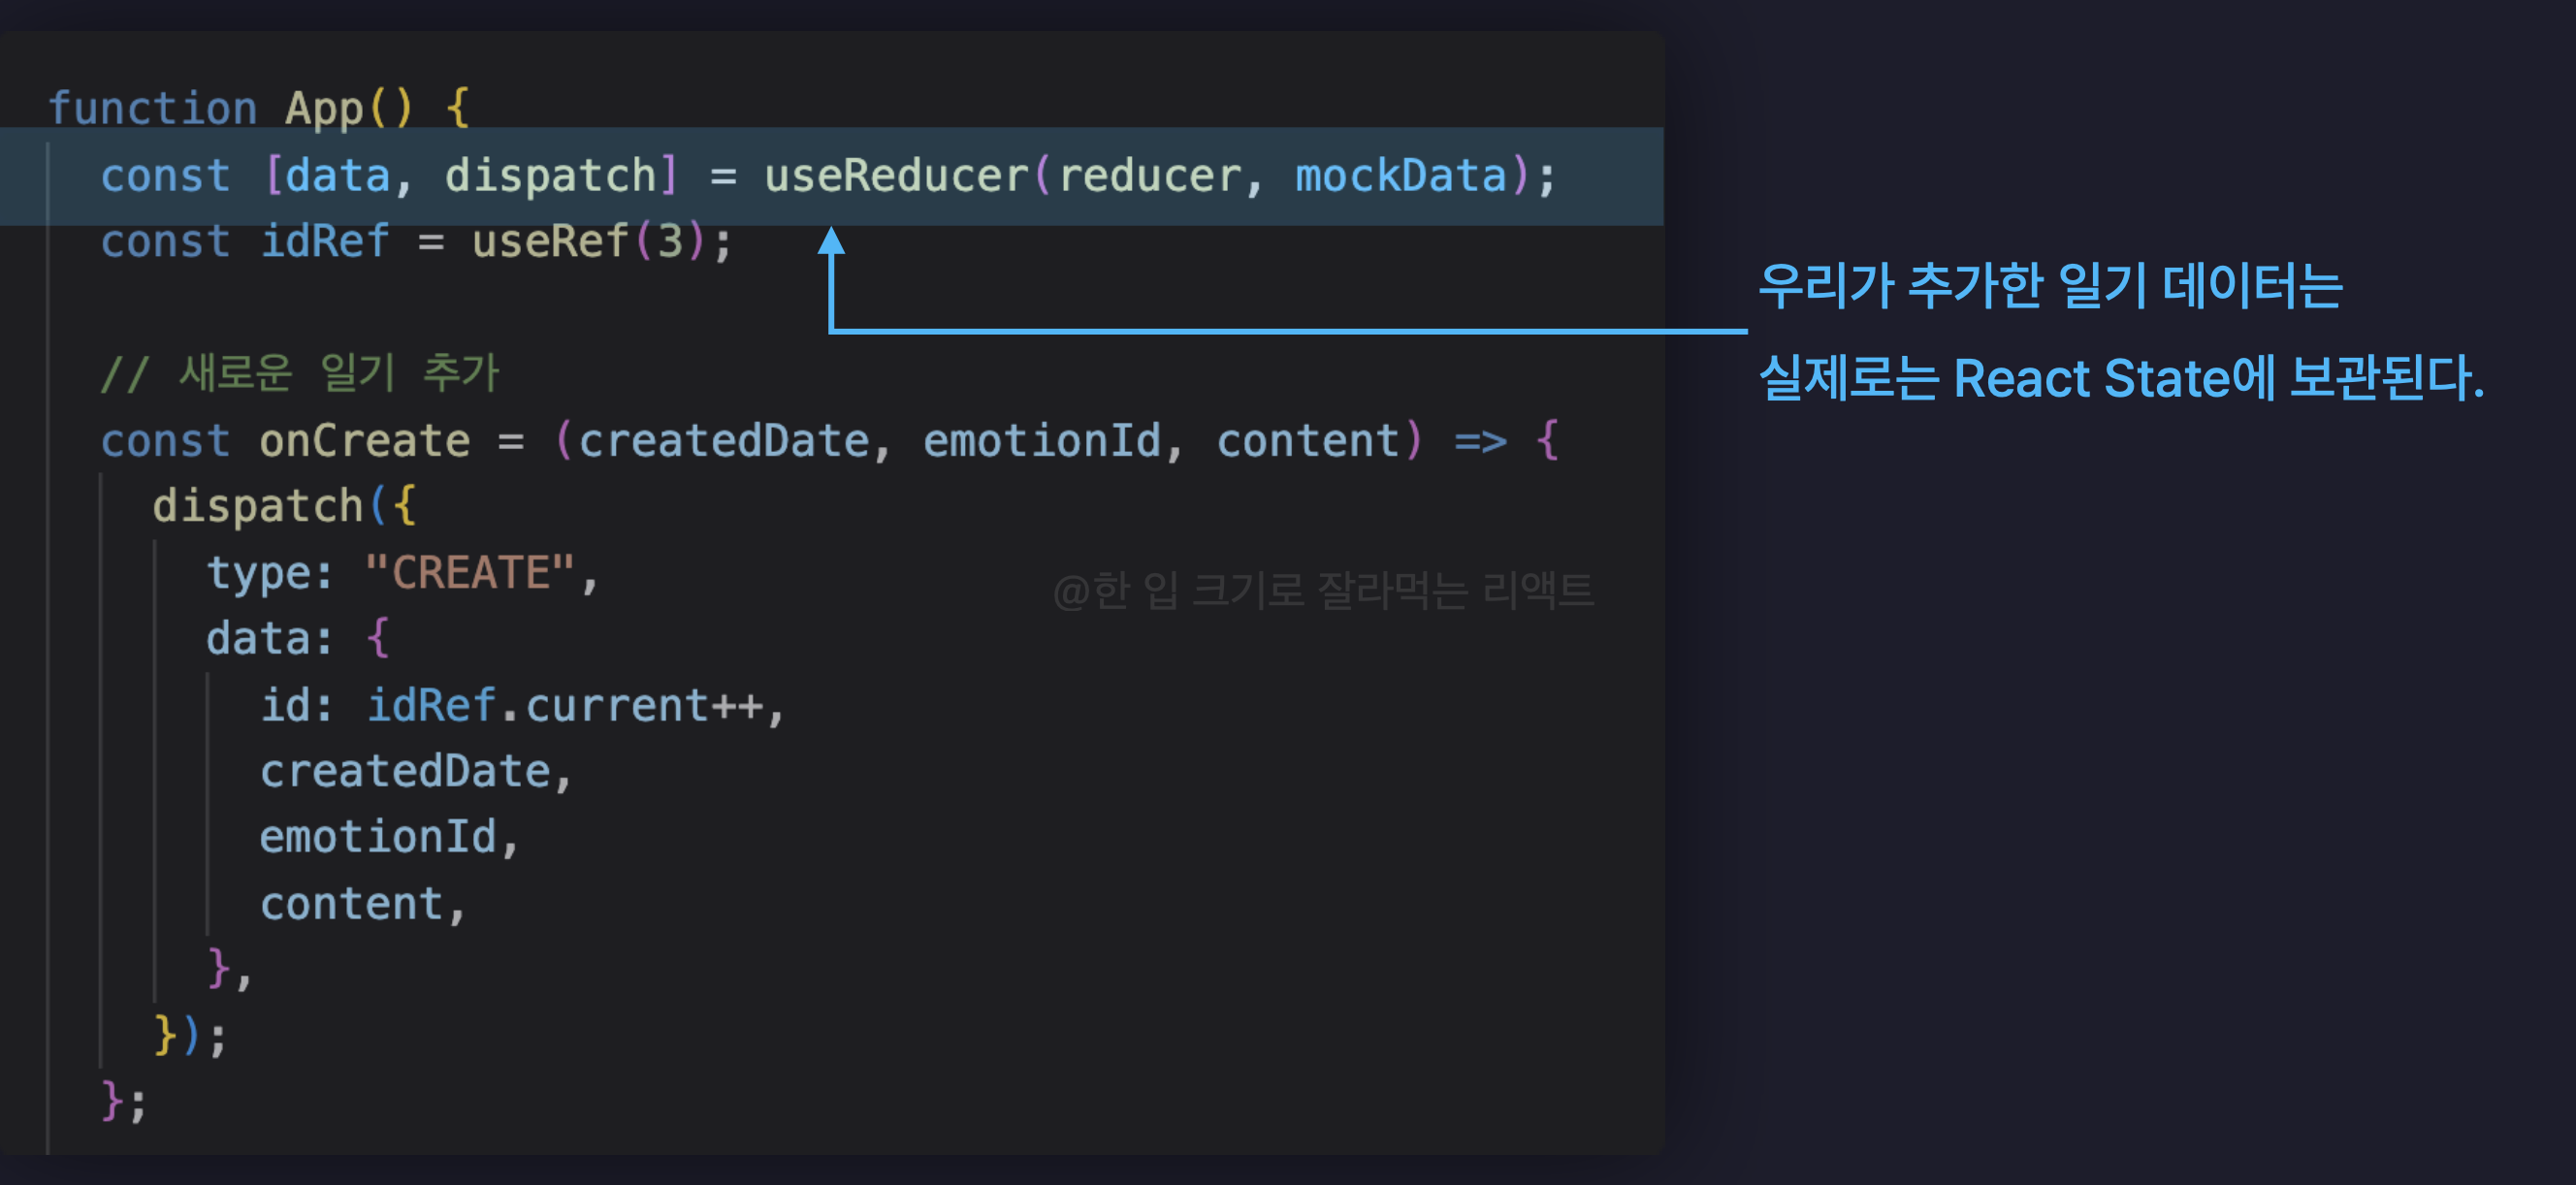 function App() {
const [data, dispatch] = useReducer(reducer, mockData);
const idRef = useRef(3);
우리가 추가한 일기 데이터는
실제로는 React State에 보관된다.
// 새로운 일기 추가
const onCreate = (createdDate, emotionId, content) => {
dispatch({
type: "CREATE",
@한 입 크기로 잘라먹는 리액트
data: {
id: idRef.current++,
createdDate,
emotionId,
content,
},
});
};